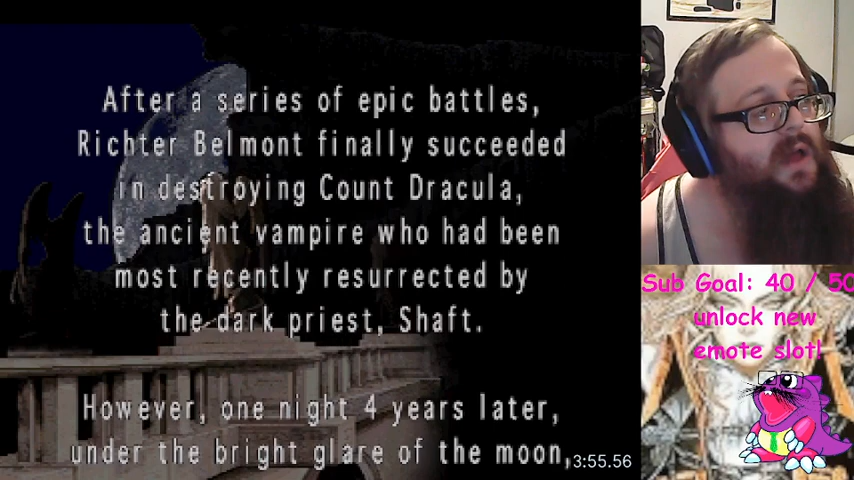 After a series of epic battles,
Richter Belmont finally succeeded
in destroying Count Dracula,
the ancient vampire who had been
most recently resurrected by
the dark priest, Shaft.
However, one night 4 years later,
under the bright glare of the moon,
3:55.56
Sub Goal: 40 / 50
unlock new
emote slot!